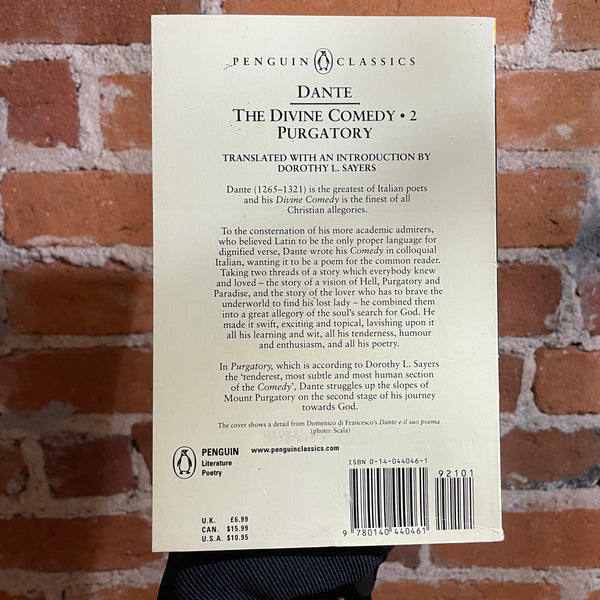 PENGUIN CLASSICS
DANTE
THE DIVINE COMEDY • 2
PURGATORY
TRANSLATED WITH AN INTRODUCTION BY
DOROTHY L. SAYERS
Dante (1265–1321) is the greatest of Italian poets
and his Divine Comedy is the finest of all
Christian allegories.
To the consternation of his more academic admirers,
who believed Latin to be the only proper language for
dignified verse, Dante wrote his Comedy in colloquial
Italian, wanting it to be a poem for the common reader.
Taking two threads of a story which everybody knew
and loved – the story of a vision of Hell, Purgatory and
Paradise, and the story of the lover who has to brave the
underworld to find his lost lady – he combined them
into a great allegory of the soul's search for God. He
made it swift, exciting and topical, lavishing upon it
all his learning and wit, all his tenderness, humour
and enthusiasm, and all his poetry.
In Purgatory, which is according to Dorothy L. Sayers
the 'tenderest, most subtle and most human section
of the Comedy', Dante struggles up the slopes of
Mount Purgatory on the second stage of his journey
towards God.
The cover shows a detail from Domenico di Francesco's Dante e il suo poema
(photo: Scala)
PENGUIN
Literature
Poetry
www.penguinclassics.com
ISBN 0-14-044046-1
92101
9 780140 440461
U.K. £6.99
CAN. $15.99
U.S.A. $10.95